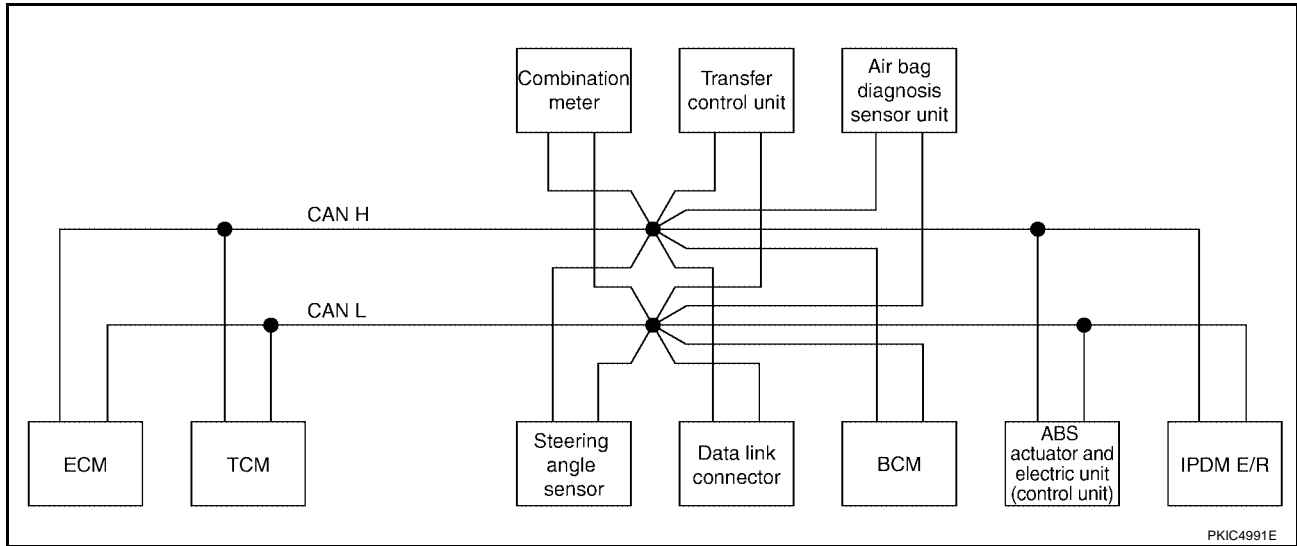 Combination
meter
Transfer
control unit
Air bag
diagnosis
sensor unit
CAN H
CAN L
ECM
TCM
Steering
angle
sensor
Data link
connector
BCM
ABS
actuator and
electric unit
(control unit)
IPDM E/R
PKIC4991E